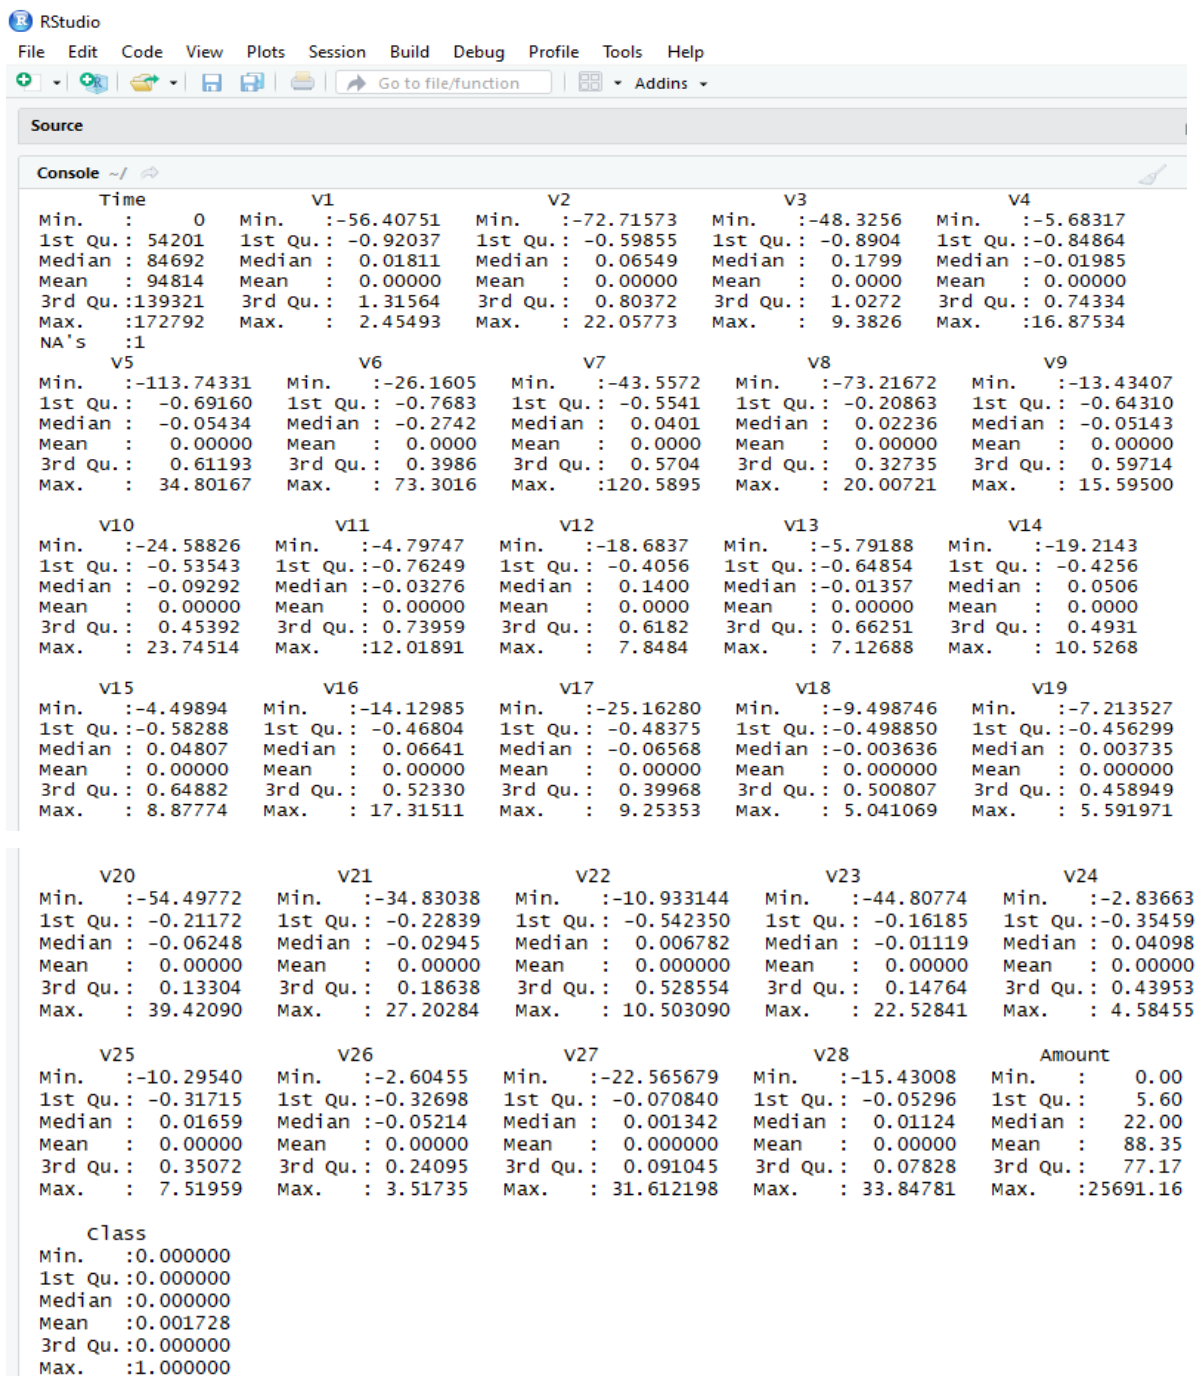 RStudio
File Edit Code View Plots Session Build Debug Profile Tools Help
Go to file/function Addins
Source
Console ~/
Time V1 V2 V3 V4
Min. : 0 Min. :-56.40751 Min. :-72.71573 Min. :-48.3256 Min. :-5.68317
1st Qu.: 54201 1st Qu.: -0.92037 1st Qu.: -0.59855 1st Qu.: -0.8904 1st Qu.:-0.84864
Median : 84692 Median : 0.01811 Median : 0.06549 Median : 0.1799 Median :-0.01985
Mean : 94814 Mean : 0.00000 Mean : 0.00000 Mean : 0.0000 Mean : 0.00000
3rd Qu.:139321 3rd Qu.: 1.31564 3rd Qu.: 0.80372 3rd Qu.: 1.0272 3rd Qu.: 0.74334
Max. :172792 Max. : 2.45493 Max. : 22.05773 Max. : 9.3826 Max. :16.87534
NA's :1
V5 V6 V7 V8 V9
Min. :-113.74331 Min. :-26.1605 Min. :-43.5572 Min. :-73.21672 Min. :-13.43407
1st Qu.: -0.69160 1st Qu.: -0.7683 1st Qu.: -0.5541 1st Qu.: -0.20863 1st Qu.: -0.64310
Median : -0.05434 Median : -0.2742 Median : 0.0401 Median : 0.02236 Median : -0.05143
Mean : 0.00000 Mean : 0.0000 Mean : 0.0000 Mean : 0.00000 Mean : 0.00000
3rd Qu.: 0.61193 3rd Qu.: 0.3986 3rd Qu.: 0.5704 3rd Qu.: 0.32735 3rd Qu.: 0.59714
Max. : 34.80167 Max. : 73.3016 Max. :120.5895 Max. : 20.00721 Max. : 15.59500
V10 V11 V12 V13 V14
Min. :-24.58826 Min. :-4.79747 Min. :-18.6837 Min. :-5.79188 Min. :-19.2143
1st Qu.: -0.53543 1st Qu.:-0.76249 1st Qu.: -0.4056 1st Qu.:-0.64854 1st Qu.: -0.4256
Median : -0.09292 Median :-0.03276 Median : 0.1400 Median :-0.01357 Median : 0.0506
Mean : 0.00000 Mean : 0.00000 Mean : 0.0000 Mean : 0.00000 Mean : 0.0000
3rd Qu.: 0.45392 3rd Qu.: 0.73959 3rd Qu.: 0.6182 3rd Qu.: 0.66251 3rd Qu.: 0.4931
Max. : 23.74514 Max. :12.01891 Max. : 7.8484 Max. : 7.12688 Max. : 10.5268
V15 V16 V17 V18 V19
Min. :-4.49894 Min. :-14.12985 Min. :-25.16280 Min. :-9.498746 Min. :-7.213527
1st Qu.:-0.58288 1st Qu.: -0.46804 1st Qu.: -0.48375 1st Qu.:-0.498850 1st Qu.:-0.456299
Median : 0.04807 Median : 0.06641 Median : -0.06568 Median :-0.003636 Median : 0.003735
Mean : 0.00000 Mean : 0.00000 Mean : 0.00000 Mean : 0.000000 Mean : 0.000000
3rd Qu.: 0.64882 3rd Qu.: 0.52330 3rd Qu.: 0.39968 3rd Qu.: 0.500807 3rd Qu.: 0.458949
Max. : 8.87774 Max. : 17.31511 Max. : 9.25353 Max. : 5.041069 Max. : 5.591971
V20 V21 V22 V23 V24
Min. :-54.49772 Min. :-34.83038 Min. :-10.933144 Min. :-44.80774 Min. :-2.83663
1st Qu.: -0.21172 1st Qu.: -0.22839 1st Qu.: -0.542350 1st Qu.: -0.16185 1st Qu.:-0.35459
Median : -0.06248 Median : -0.02945 Median : 0.006782 Median : -0.01119 Median : 0.04098
Mean : 0.00000 Mean : 0.00000 Mean : 0.000000 Mean : 0.00000 Mean : 0.00000
3rd Qu.: 0.13304 3rd Qu.: 0.18638 3rd Qu.: 0.528554 3rd Qu.: 0.14764 3rd Qu.: 0.43953
Max. : 39.42090 Max. : 27.20284 Max. : 10.503090 Max. : 22.52841 Max. : 4.58455
V25 V26 V27 V28 Amount
Min. :-10.29540 Min. :-2.60455 Min. :-22.565679 Min. :-15.43008 Min. : 0.00
1st Qu.: -0.31715 1st Qu.:-0.32698 1st Qu.: -0.070840 1st Qu.: -0.05296 1st Qu.: 5.60
Median : 0.01659 Median :-0.05214 Median : 0.001342 Median : 0.01124 Median : 22.00
Mean : 0.00000 Mean : 0.00000 Mean : 0.000000 Mean : 0.00000 Mean : 88.35
3rd Qu.: 0.35072 3rd Qu.: 0.24095 3rd Qu.: 0.091045 3rd Qu.: 0.07828 3rd Qu.: 77.17
Max. : 7.51959 Max. : 3.51735 Max. : 31.612198 Max. : 33.84781 Max. :25691.16
Class
Min. :0.000000
1st Qu.:0.000000
Median :0.000000
Mean :0.001728
3rd Qu.:0.000000
Max. :1.000000